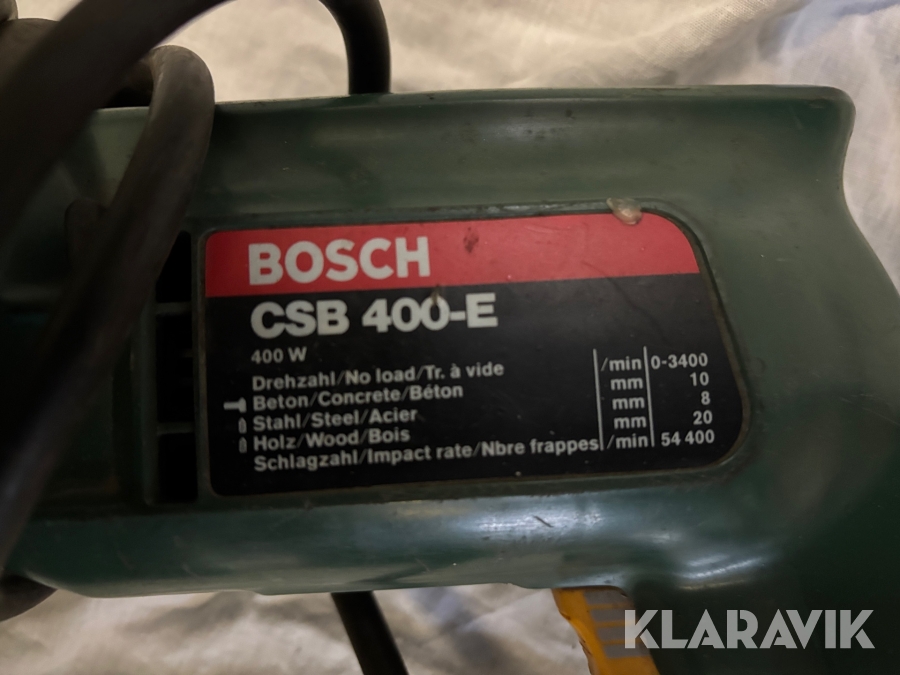 BOSCH
CSB 400-E
400 W
Drehzahl/No load/Tr. à vide /min 0-3400
Beton/Concrete/Béton mm 10
Stahl/Steel/Acier mm 8
Holz/Wood/Bois mm 20
Schlagzahl/Impact rate/Nbre frappes /min 54 400
KLARAVIK